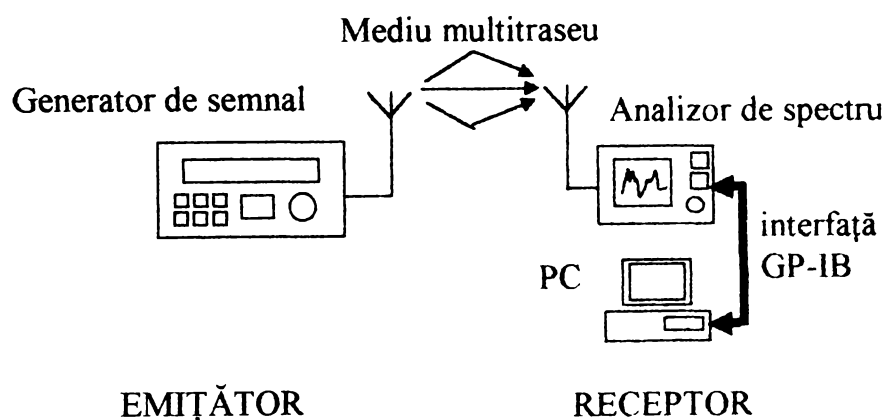 Mediu multitraseu
Generator de semnal
Analizor de spectru
interfață
GP-IB
PC
EMIȚĂTOR
RECEPTOR